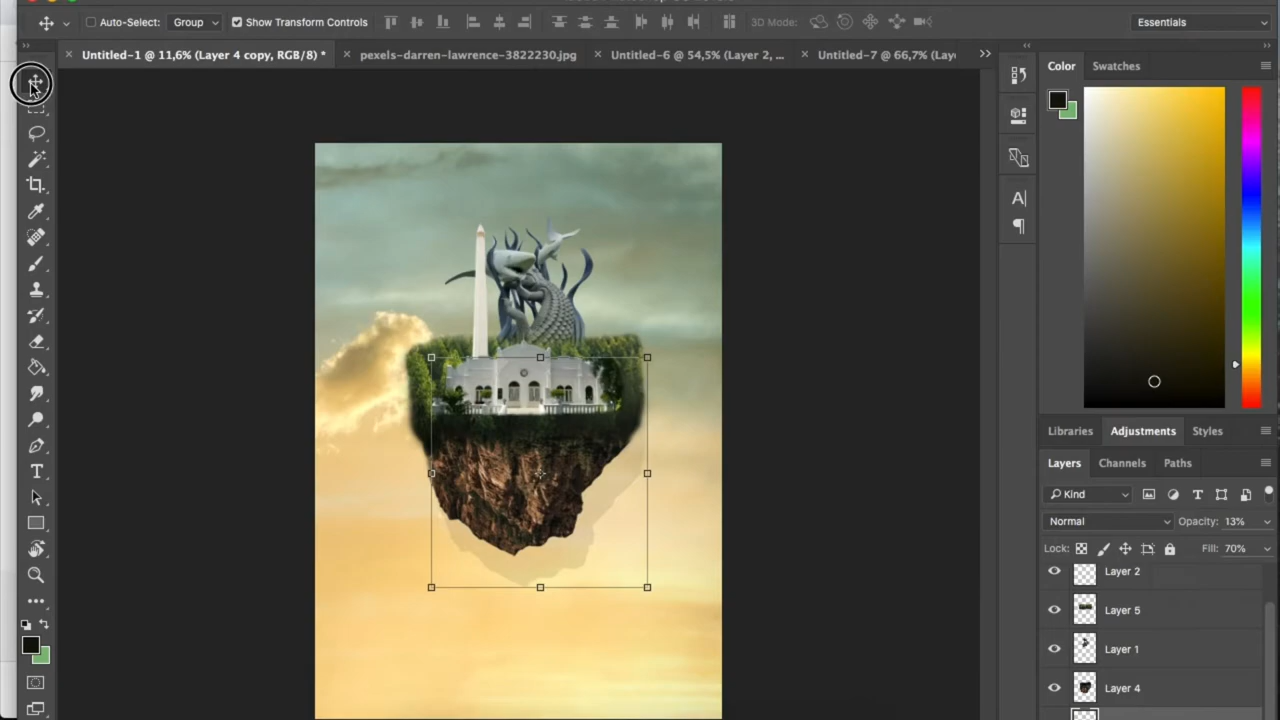 Auto-Select: Group Show Transform Controls 3D Mode: Essentials
Untitled-1 @ 11,6% (Layer 4 copy, RGB/8) * pexels-darren-lawrence-3822230.jpg Untitled-6 @ 54,5% (Layer 2, ... Untitled-7 @ 66,7% (Lay
Color Swatches
Libraries Adjustments Styles
Layers Channels Paths
Kind
Normal Opacity: 13%
Lock: Fill: 70%
Layer 2
Layer 5
Layer 1
Layer 4